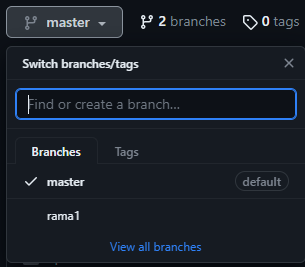 master 2 branches 0 tags
Switch branches/tags
Find or create a branch...
Branches Tags
master default
rama1
View all branches